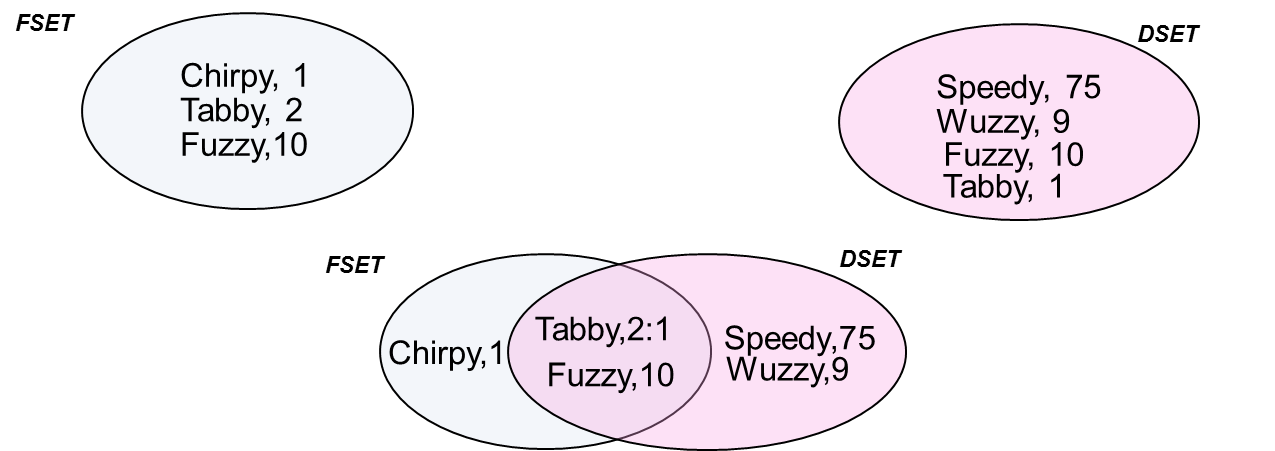 FSET
Chirpy, 1
Tabby, 2
Fuzzy,10
DSET
Speedy, 75
Wuzzy, 9
Fuzzy, 10
Tabby, 1
FSET
DSET
Chirpy,1
Tabby,2:1
Fuzzy,10
Speedy,75
Wuzzy,9